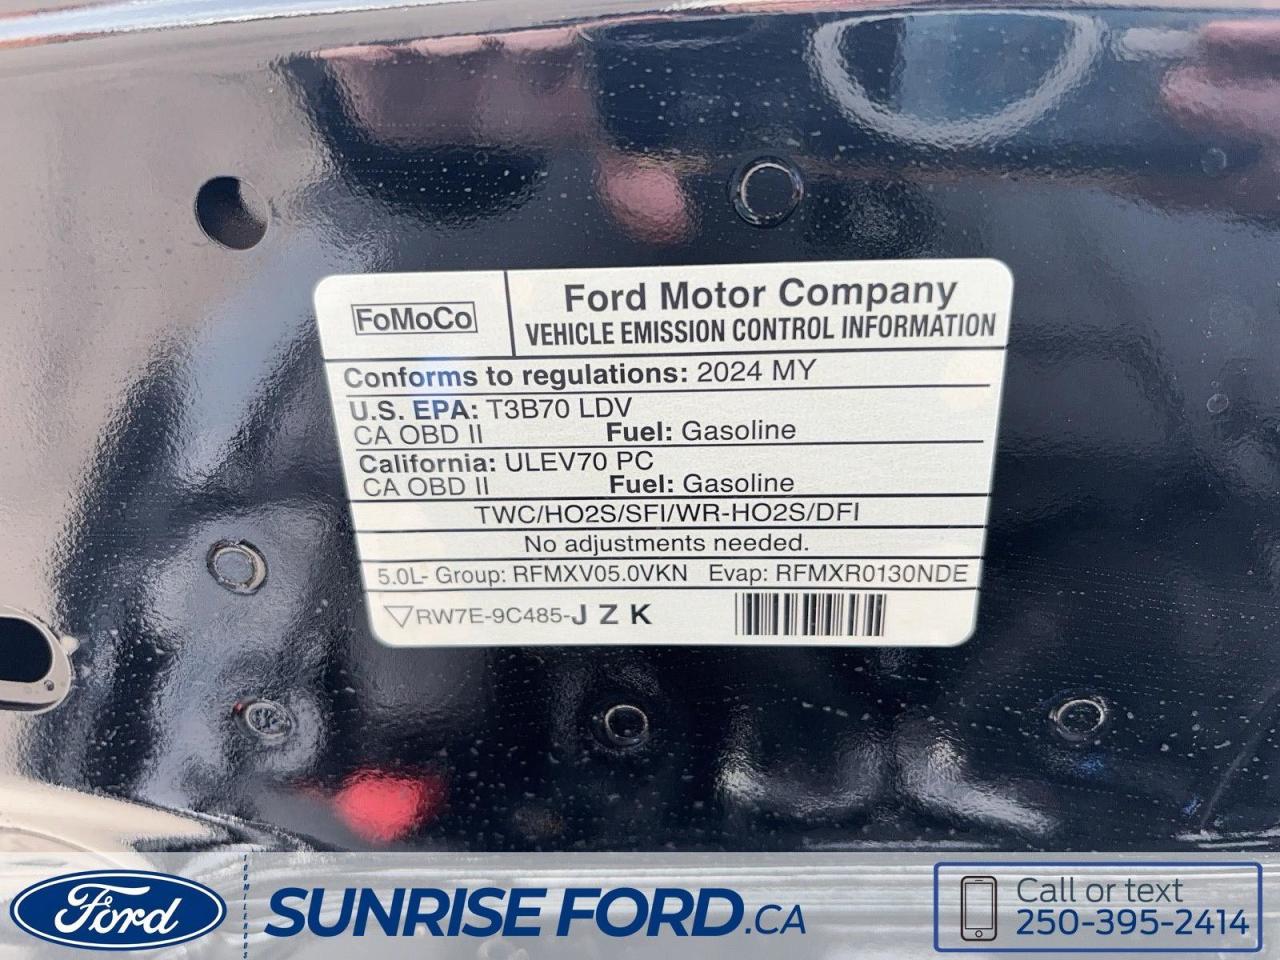 FoMoCo
Ford Motor Company
VEHICLE EMISSION CONTROL INFORMATION
Conforms to regulations: 2024 MY
U.S. EPA: T3B70 LDV
CA OBD II Fuel: Gasoline
California: ULEV70 PC
CA OBD II Fuel: Gasoline
TWC/HO2S/SFI/WR-HO2S/DFI
No adjustments needed.
5.0L- Group: RFMXV05.0VKN Evap: RFMXR0130NDE
RW7E-9C485-J Z K
Ford
SUNRISE FORD.CA
Call or text
250-395-2414